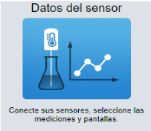 Datos del sensor
Conecte sus sensores, seleccione las
mediciones y pantallas.